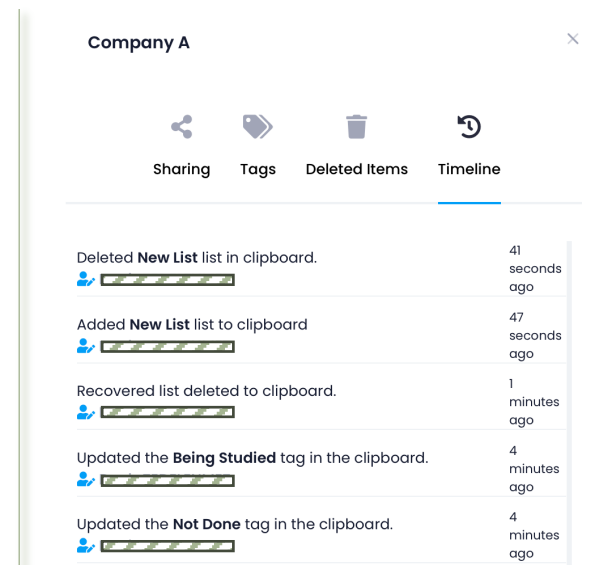 Company A
Sharing
Tags
Deleted Items
Timeline
Deleted New List list in clipboard.
41
seconds
ago
Added New List list to clipboard
47
seconds
ago
Recovered list deleted to clipboard.
1
minutes
ago
Updated the Being Studied tag in the clipboard.
4
minutes
ago
Updated the Not Done tag in the clipboard.
4
minutes
ago